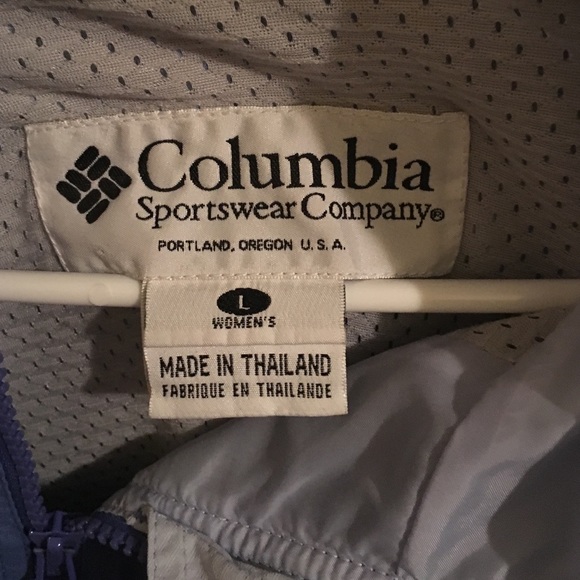 Columbia
Sportswear Company®
PORTLAND, OREGON U.S.A.
L
WOMEN'S
MADE IN THAILAND
FABRIQUE EN THAILANDE